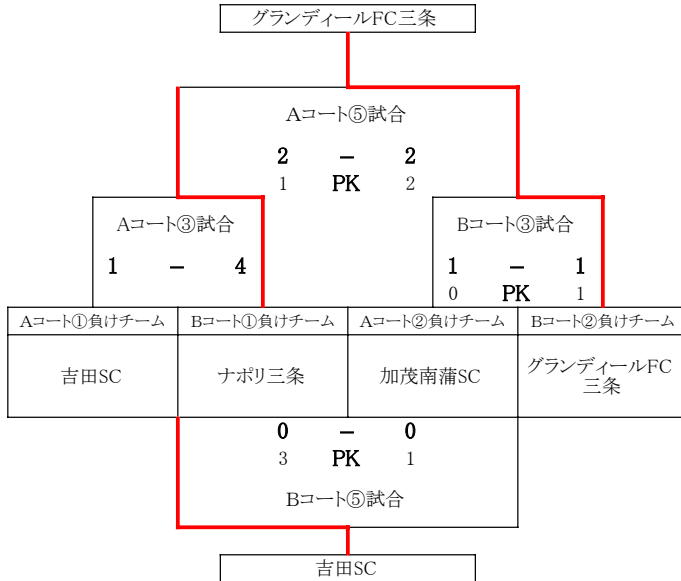 グランディールFC三条
Aコート⑤試合
2 － 2
1 PK 2
Aコート③試合 Bコート③試合
1 － 4 1 － 1
0 PK 1
Aコート①負けチーム Bコート①負けチーム Aコート②負けチーム Bコート②負けチーム
吉田SC ナポリ三条 加茂南蒲SC グランディールFC
三条
0 － 0
3 PK 1
Bコート⑤試合
吉田SC